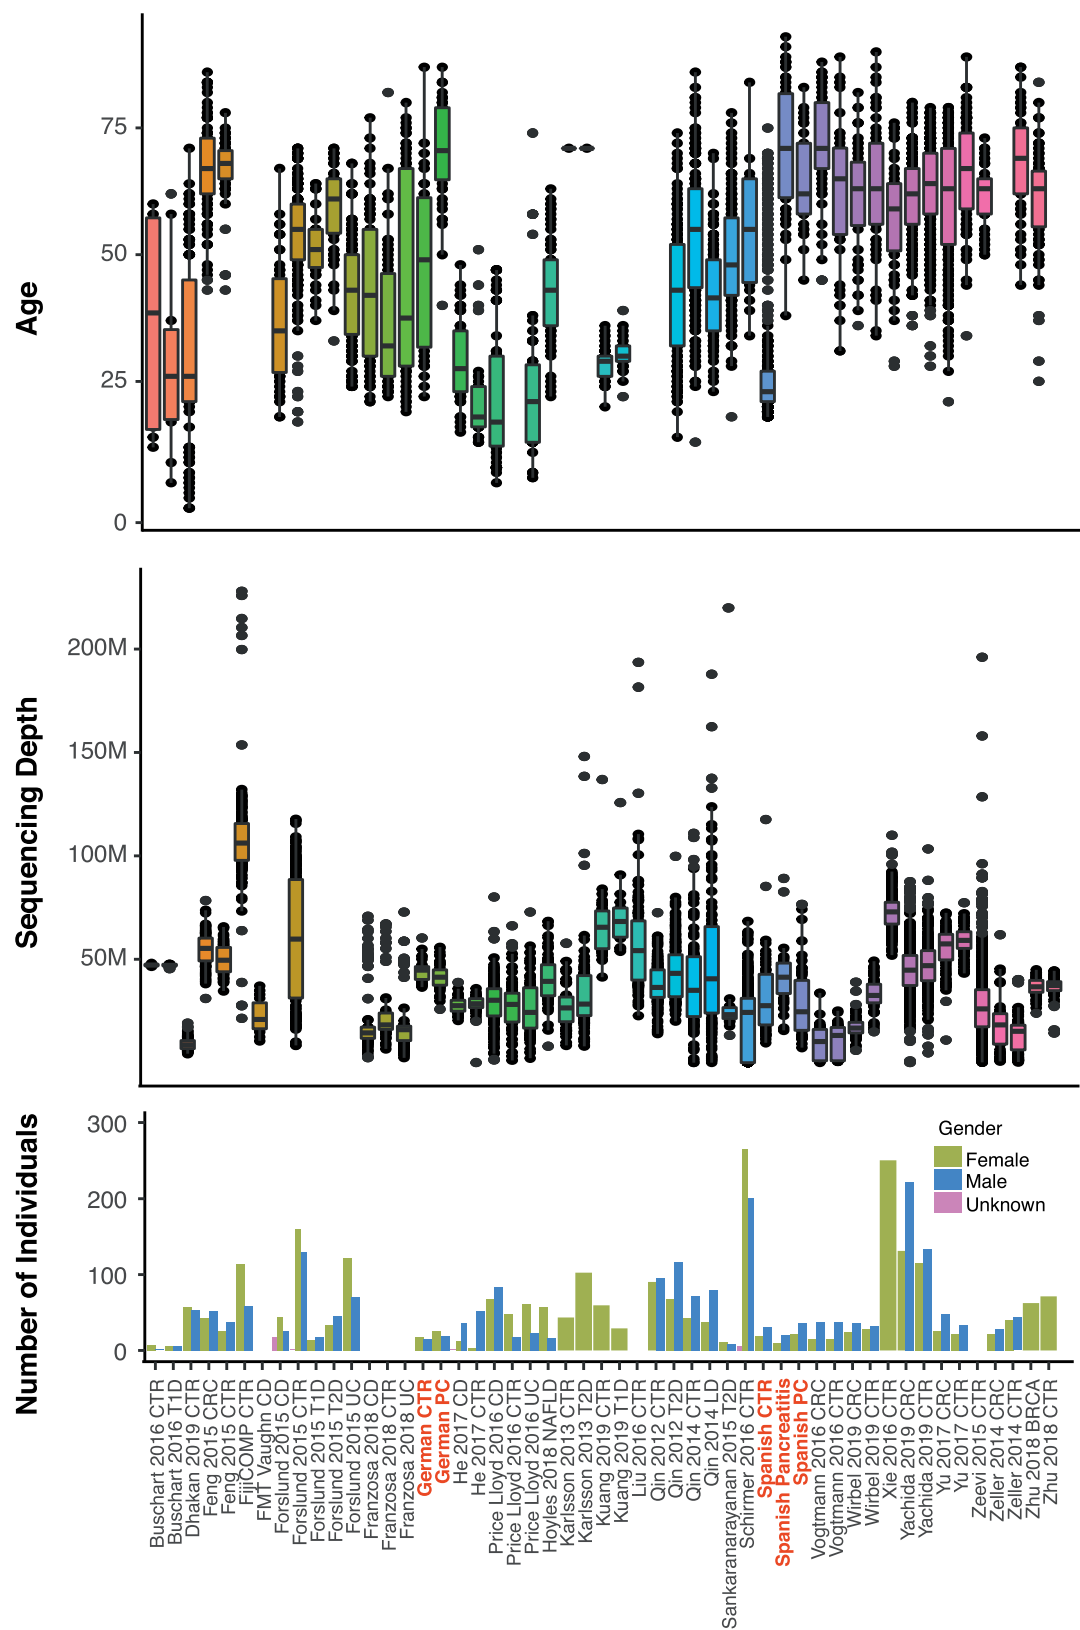 Age
75
50
25
0
Sequencing Depth
200M
150M
100M
50M
Number of Individuals
300
200
100
0
Gender
Female
Male
Unknown
Buschart 2016 CTR
Buschart 2016 T1D
Dhakan 2019 CTR
Feng 2015 CRC
Feng 2015 CTR
FijiCOMP CTR
FMT Vaughn CD
Forslund 2015 CD
Forslund 2015 CTR
Forslund 2015 T1D
Forslund 2015 T2D
Forslund 2015 UC
Franzosa 2018 CD
Franzosa 2018 CTR
Franzosa 2018 UC
German CTR
German PC
He 2017 CD
He 2017 CTR
Price Lloyd 2016 CD
Price Lloyd 2016 CTR
Price Lloyd 2016 UC
Hoyles 2018 NAFLD
Karlsson 2013 CTR
Karlsson 2013 T2D
Kuang 2019 CTR
Kuang 2019 T1D
Liu 2016 CTR
Qin 2012 CTR
Qin 2012 T2D
Qin 2014 CTR
Qin 2014 LD
Sankaranarayanan 2015 T2D
Schirmer 2016 CTR
Spanish CTR
Spanish Pancreatitis
Spanish PC
Vogtmann 2016 CRC
Vogtmann 2016 CTR
Wirbel 2019 CRC
Wirbel 2019 CTR
Xie 2016 CTR
Yachida 2019 CRC
Yachida 2019 CTR
Yu 2017 CRC
Yu 2017 CTR
Zeevi 2015 CTR
Zeller 2014 CRC
Zeller 2014 CTR
Zhu 2018 BRCA
Zhu 2018 CTR